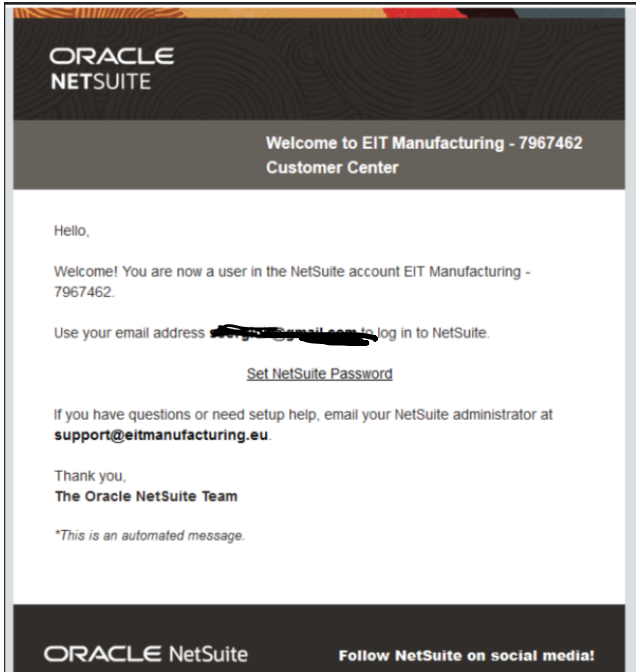 ORACLE
NETSUITE
Welcome to EIT Manufacturing - 7967462
Customer Center
Hello,
Welcome! You are now a user in the NetSuite account EIT Manufacturing -
7967462.
Use your email address to log in to NetSuite.
Set NetSuite Password
If you have questions or need setup help, email your NetSuite administrator at
support@eitmanufacturing.eu.
Thank you,
The Oracle NetSuite Team
*This is an automated message.
ORACLE NetSuite
Follow NetSuite on social media!